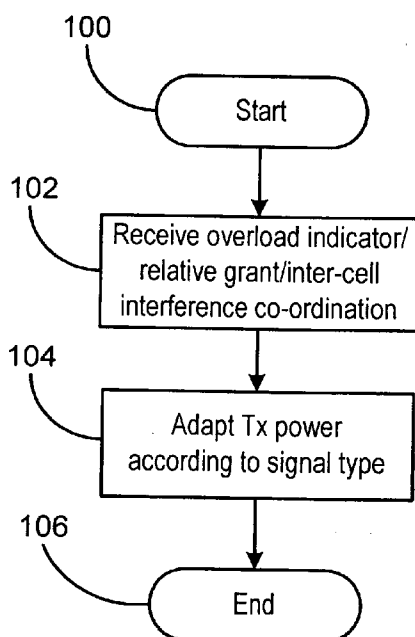 100
Start
102
Receive overload indicator/
relative grant/inter-cell
interference co-ordination
104
Adapt Tx power
according to signal type
106
End